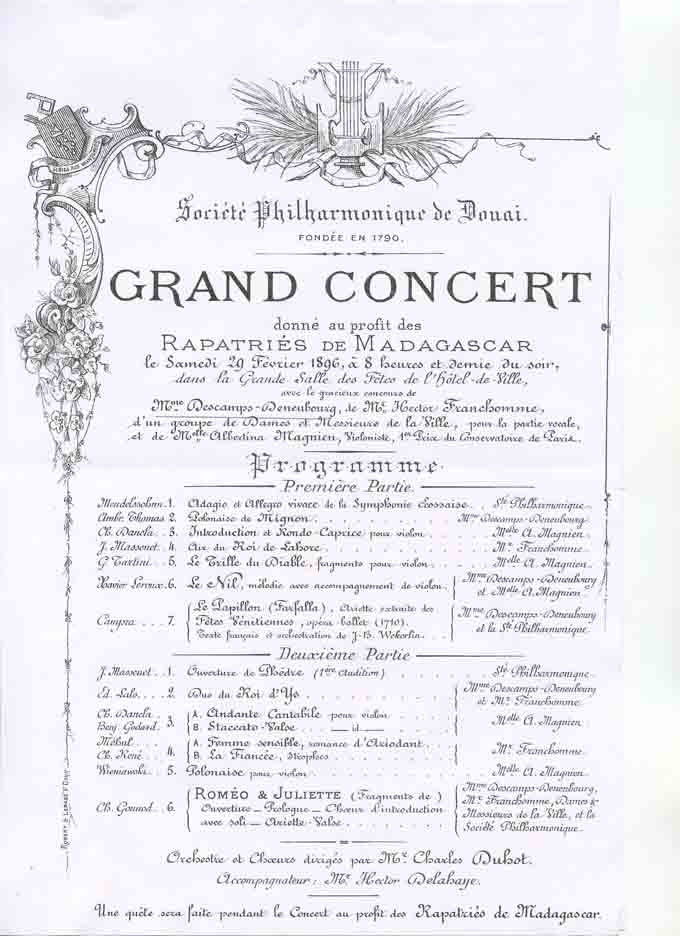 Société Philharmonique de Douai.
FONDÉE EN 1790.
GRAND CONCERT
donné au profit des
RAPATRIÉS DE MADAGASCAR
le Samedi 29 Février 1896, à 8 heures et demie du soir,
dans la Grande Salle des Fêtes de l'Hôtel-de-Ville,
avec le gracieux concours de
Mme Descamps-Deneubourg, de Mr Hector Franchomme,
d'un groupe de Dames et Messieurs de la Ville, pour la partie vocale,
et de Melle Albertina Magnien, Violoniste, 1er Prix du Conservatoire de Paris.
Programme
Première Partie.
Mendelssohn. 1. Adagio et Allegro vivace de la Symphonie Ecossaise. Sté Philharmonique
Ambr. Thomas 2. Polonaise de Mignon Mme Descamps-Deneubourg
Ch. Dancla. 3. Introduction et Rondo-Caprice pour violon. Melle A. Magnien
J. Massenet. 4. Air du Roi de Lahore. Mr Franchomme.
G. Tartini. 5. Le Trille du Diable, fragments pour violon. Melle A. Magnien.
Xavier Leroux. 6. Le Nil, mélodie avec accompagnement de violon. Mme Descamps-Deneubourg
et Melle A. Magnien.
Campra 7. Le Papillon (Farfalla), Ariette extraite des
Fêtes Vénitiennes, opéra-ballet (1710).
Texte français et orchestration de J-B. Wekerlin
Mme Descamps-Deneubourg
et la Sté Philharmonique.
Deuxième Partie
J. Massenet. 1. Ouverture de Phèdre (1ère Audition) Sté Philharmonique
Ed. Lalo. 2. Duo du Roi d'Ys Mme Descamps-Deneubourg
et Mr Franchomme.
Ch. Dancla 3. A. Andante Cantabile pour violon
Benj. Godard. B. Staccato-Valse — id — Melle A. Magnien
Méhul 4. A. Femme sensible, romance d'Ariodant
Ch. René. B. La Fiancée, Strophes Mr Franchomme.
Wieniawski. 5. Polonaise pour violon Melle A. Magnien.
Ch. Gounod. 6. ROMÉO & JULIETTE (Fragments de)
Ouverture — Prologue — Chœur d'introduction
avec soli — Ariette-Valse
Mme Descamps-Deneubourg,
Mr Franchomme, Dames &
Messieurs de la Ville, et la
Société Philharmonique.
Orchestre et Chœurs dirigés par Mr Charles Duhot.
Accompagnateur: Mr Hector Delahaye.
Une quête sera faite pendant le Concert au profit des Rapatriés de Madagascar.